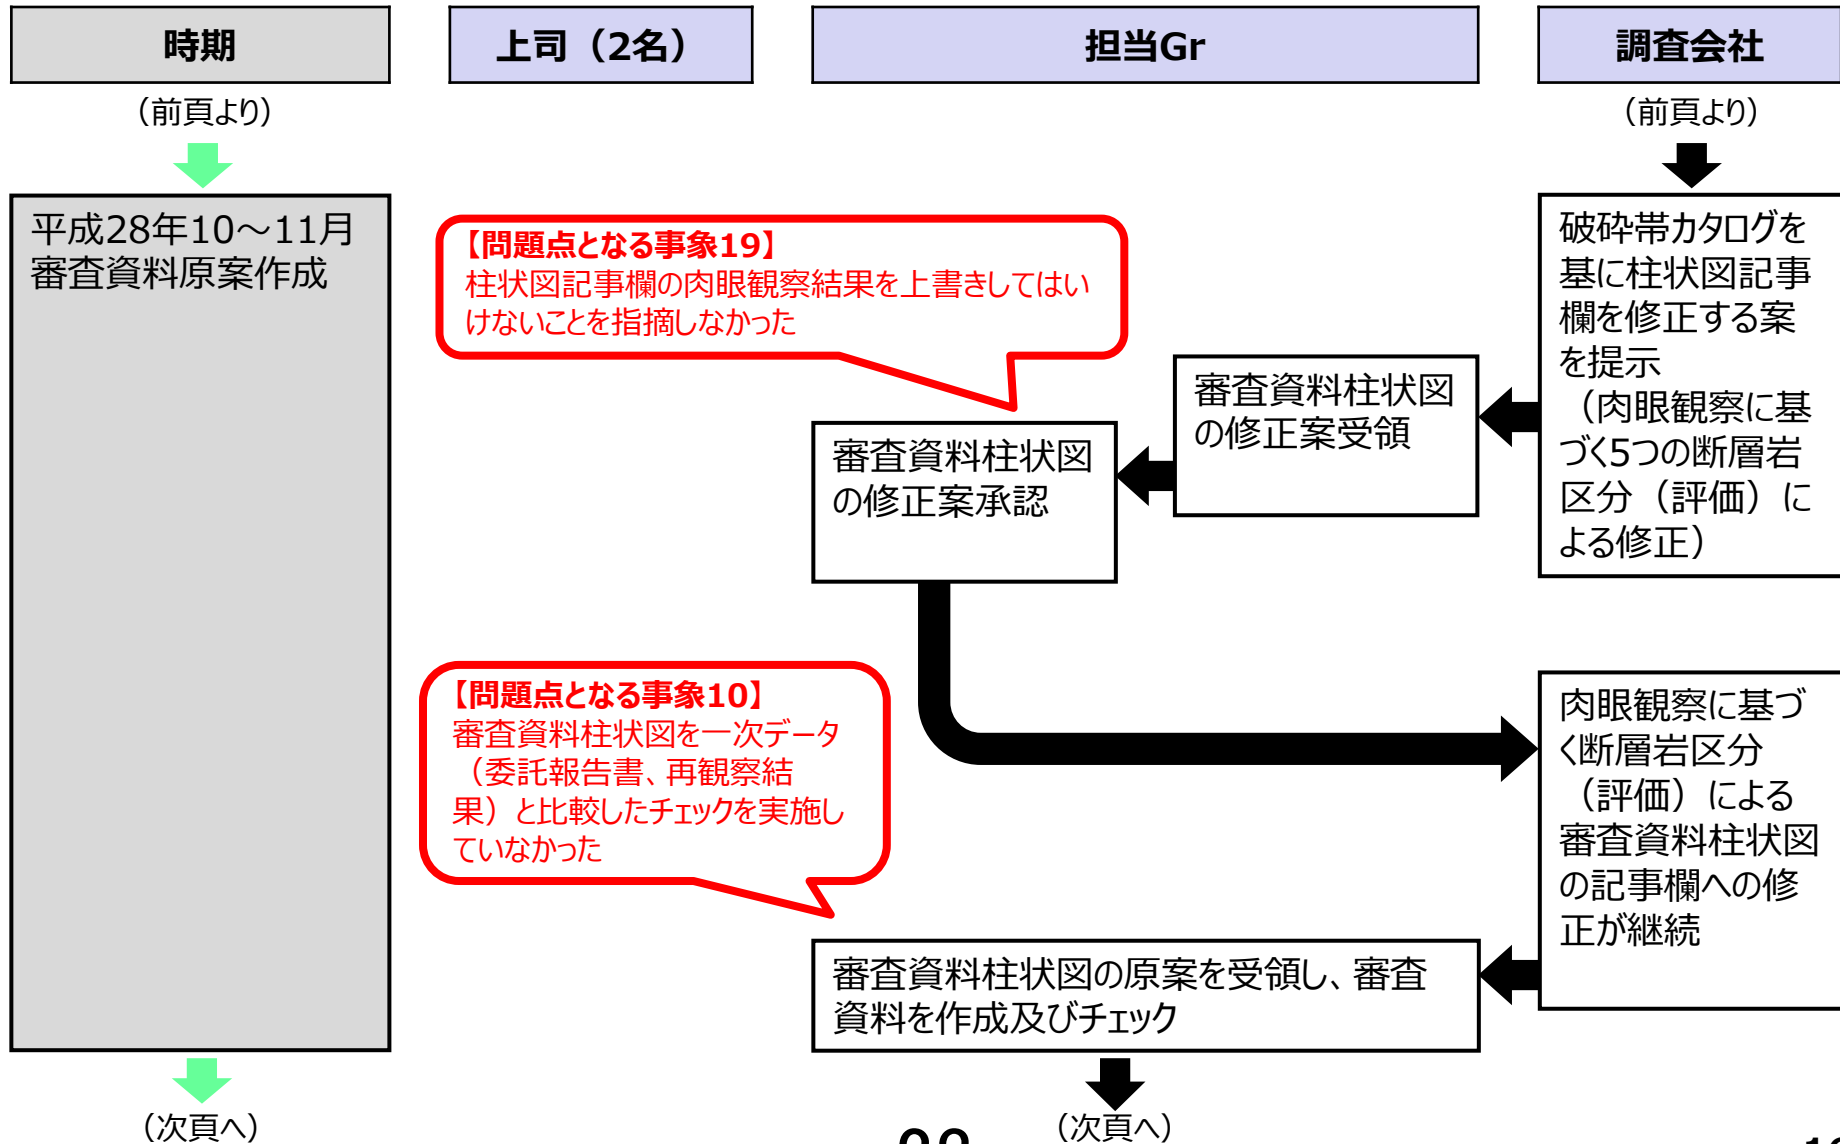 時期
上司（2名）
担当Gr
調査会社
（前頁より）
（前頁より）
平成28年10～11月
審査資料原案作成
【問題点となる事象19】
柱状図記事欄の肉眼観察結果を上書きしてはい
けないことを指摘しなかった
破砕帯カタログを
基に柱状図記事
欄を修正する案
を提示
（肉眼観察に基
づく5つの断層岩
区分（評価）に
よる修正）
審査資料柱状図
の修正案受領
審査資料柱状図
の修正案承認
【問題点となる事象10】
審査資料柱状図を一次データ
（委託報告書、再観察結
果）と比較したチェックを実施し
ていなかった
肉眼観察に基づ
く断層岩区分
（評価）による
審査資料柱状図
の記事欄への修
正が継続
審査資料柱状図の原案を受領し、審査
資料を作成及びチェック
（次頁へ）
（次頁へ）